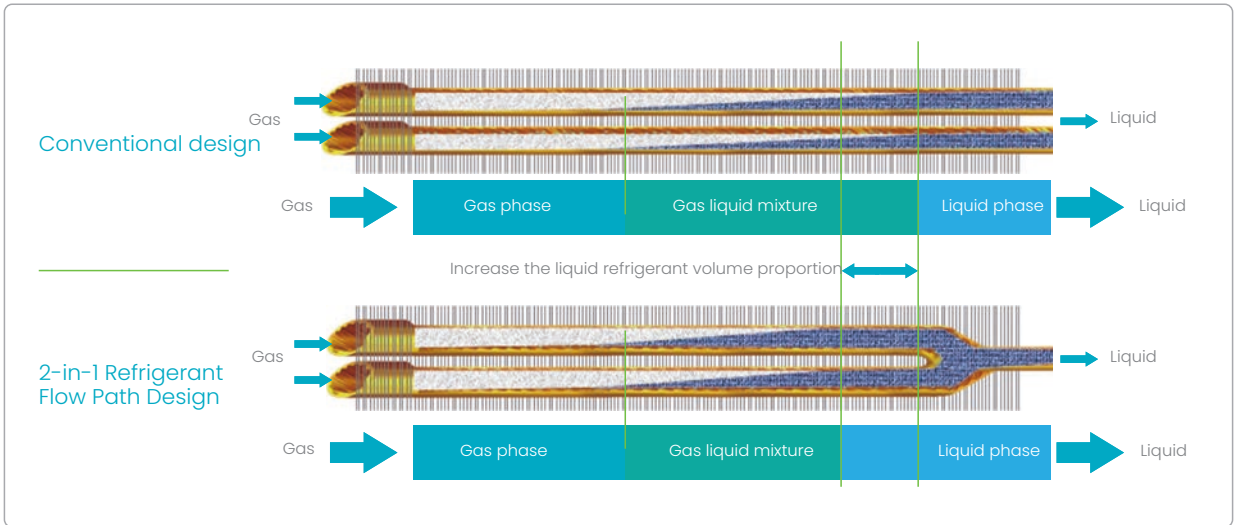 Gas
Conventional design
Liquid
Gas
Gas phase
Gas liquid mixture
Liquid phase
Liquid
Increase the liquid refrigerant volume proportion
Gas
2-in-1 Refrigerant
Flow Path Design
Liquid
Gas
Gas phase
Gas liquid mixture
Liquid phase
Liquid